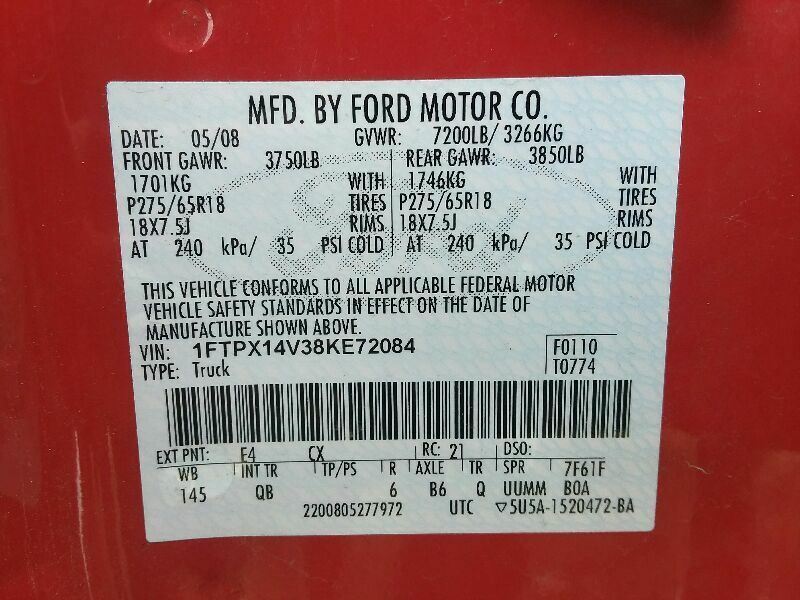 MFD. BY FORD MOTOR CO.
DATE: 05/08 GVWR: 7200LB/ 3266KG
FRONT GAWR: 3750LB REAR GAWR: 3850LB
1701KG WITH 1746KG WITH
P275/65R18 TIRES P275/65R18 TIRES
18X7.5J RIMS 18X7.5J RIMS
AT 240 kPa/ 35 PSI COLD AT 240 kPa/ 35 PSI COLD
THIS VEHICLE CONFORMS TO ALL APPLICABLE FEDERAL MOTOR
VEHICLE SAFETY STANDARDS IN EFFECT ON THE DATE OF
MANUFACTURE SHOWN ABOVE.
VIN: 1FTPX14V38KE72084 F0110
TYPE: Truck T0774
EXT PNT: E4 CX RC: 21 DSO:
WB INT TR TP/PS R AXLE TR SPR 7F61F
145 QB 6 B6 Q UUMM BOA
2200805277972 UTC ▽5U5A-1520472-BA